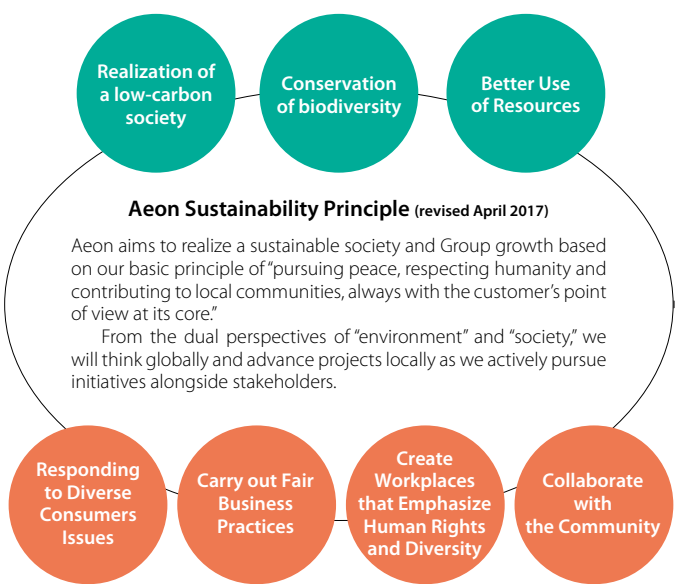 Realization of
a low-carbon
society
Conservation
of biodiversity
Better Use
of Resources
Aeon Sustainability Principle (revised April 2017)
Aeon aims to realize a sustainable society and Group growth based
on our basic principle of “pursuing peace, respecting humanity and
contributing to local communities, always with the customer’s point
of view at its core.”
From the dual perspectives of “environment” and “society,” we
will think globally and advance projects locally as we actively pursue
initiatives alongside stakeholders.
Responding
to Diverse
Consumers
Issues
Carry out Fair
Business
Practices
Create
Workplaces
that Emphasize
Human Rights
and Diversity
Collaborate
with
the Community